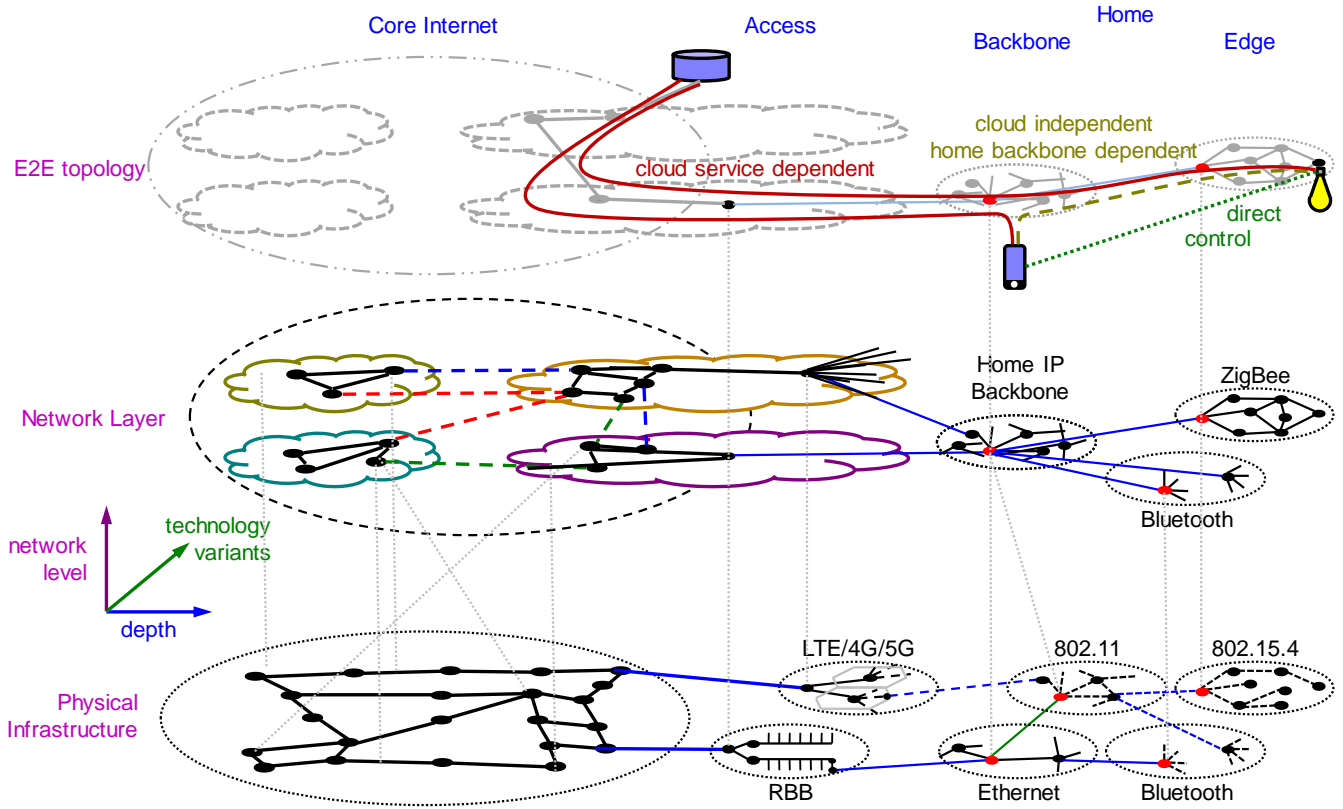 Home
Core Internet
Access
Backbone
Edge
cloud independent
home backbone dependent
E2E topology
cloud service dependent
direct
control
Home IP
Backbone
ZigBee
Network Layer
Bluetooth
technology
variants
network
level
depth
LTE/4G/5G
802.11
802.15.4
Physical
Infrastructure
RBB
Ethernet
Bluetooth